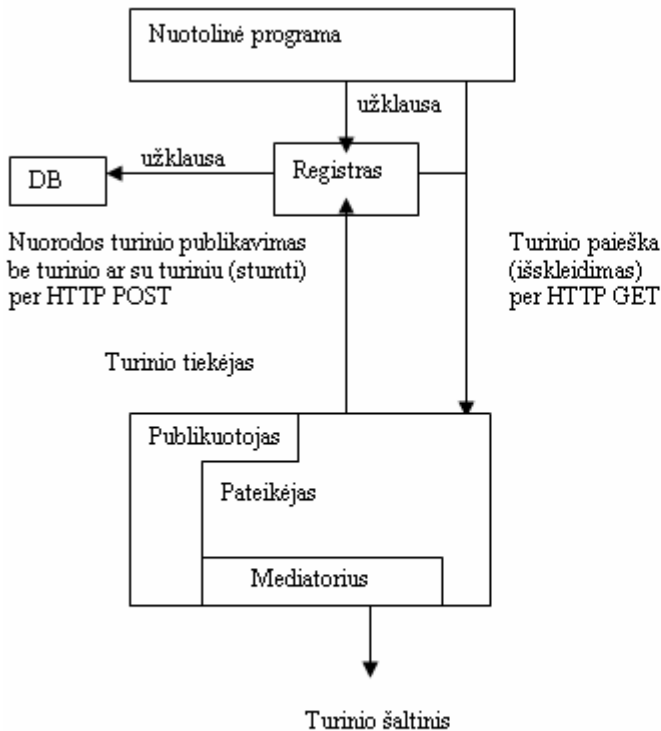 Nuotolinė programa
užklausa
užklausa
DB
Registras
Nuorodos turinio publikavimas
be turinio ar su turiniu (stumti)
per HTTP POST
Turinio paieška
(išskleidimas)
per HTTP GET
Turinio tiekėjas
Publikuotojas
Pateikėjas
Mediatorius
Turinio šaltinis